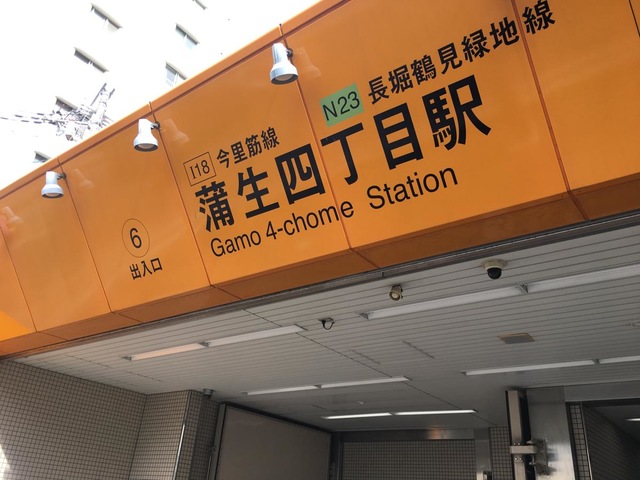 N23 長堀鶴見緑地線
I18 今里筋線
蒲生四丁目駅
Gamo 4-chome Station
6
出入口